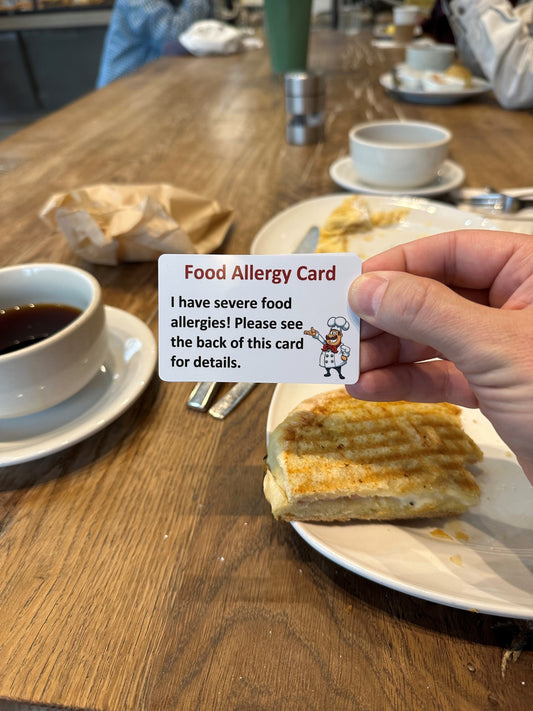 Food Allergy Card
I have severe food
allergies! Please see
the back of this card
for details.